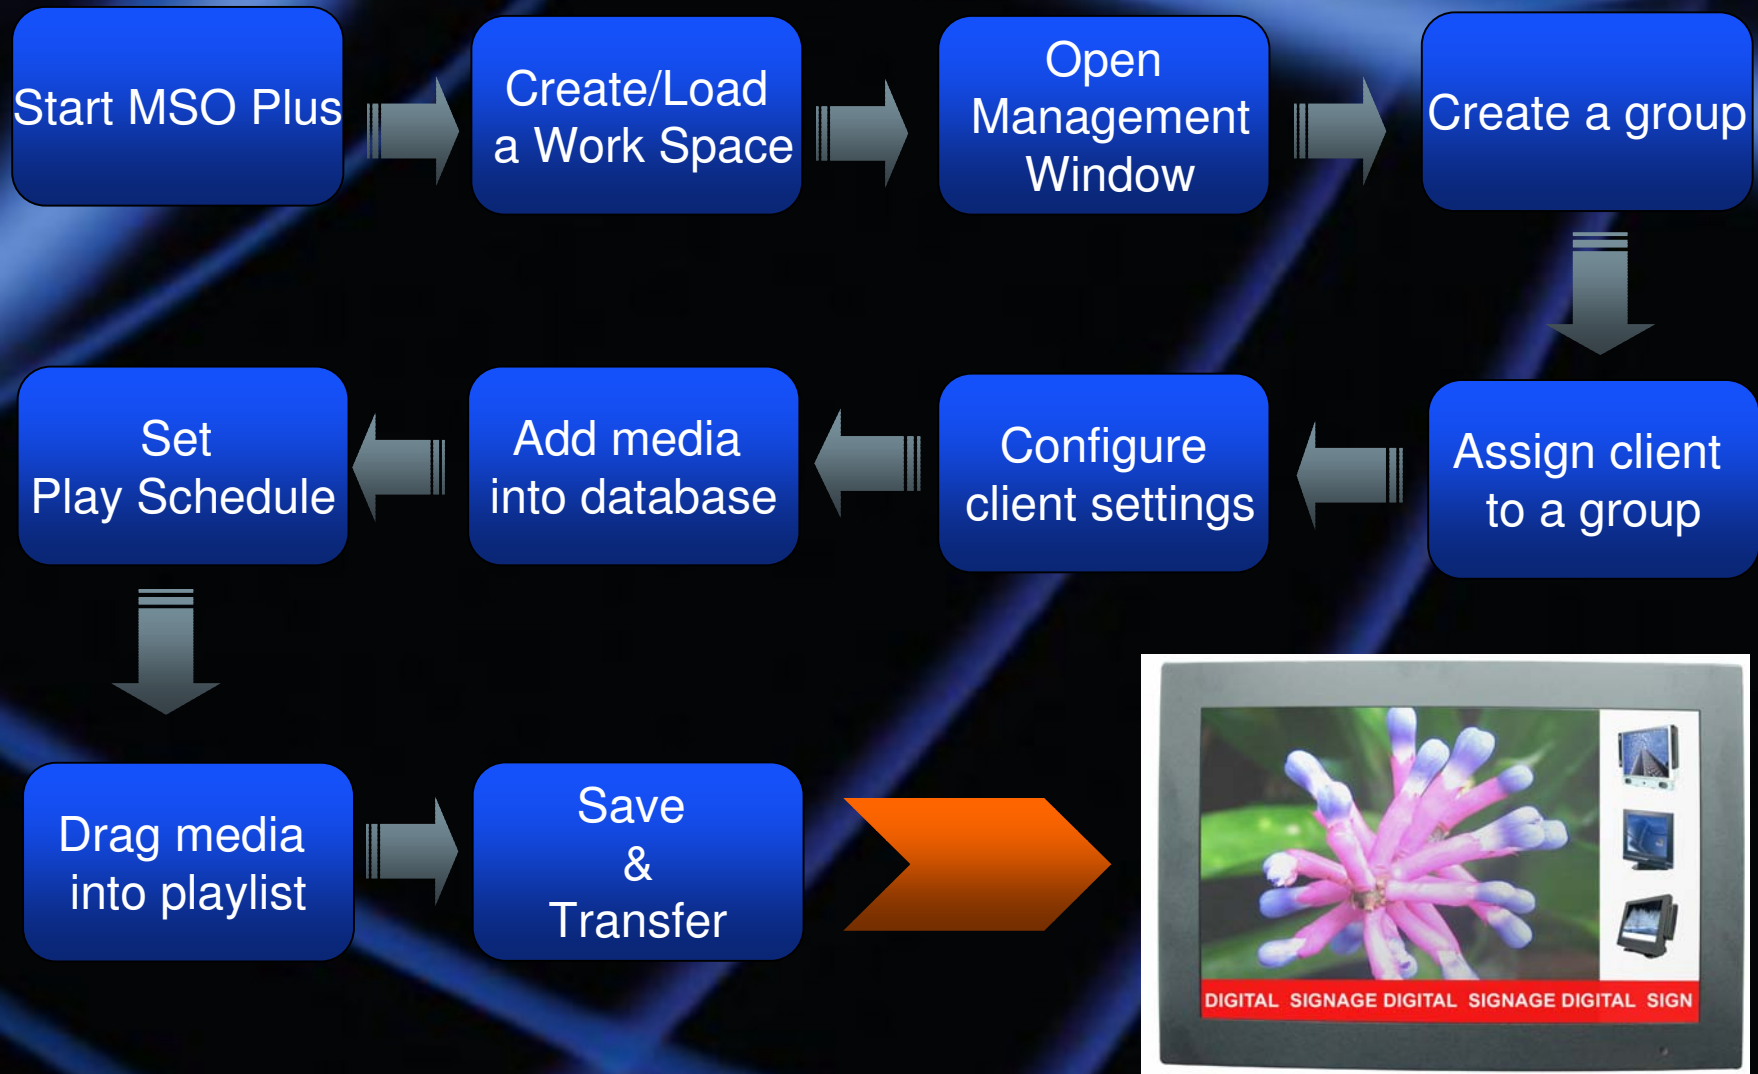 Start MSO Plus
Create/Load
a Work Space
Open
Management
Window
Create a group
Assign client
to a group
Configure
client settings
Add media
into database
Set
Play Schedule
Drag media
into playlist
Save
&
Transfer
DIGITAL SIGNAGE DIGITAL SIGNAGE DIGITAL SIGN